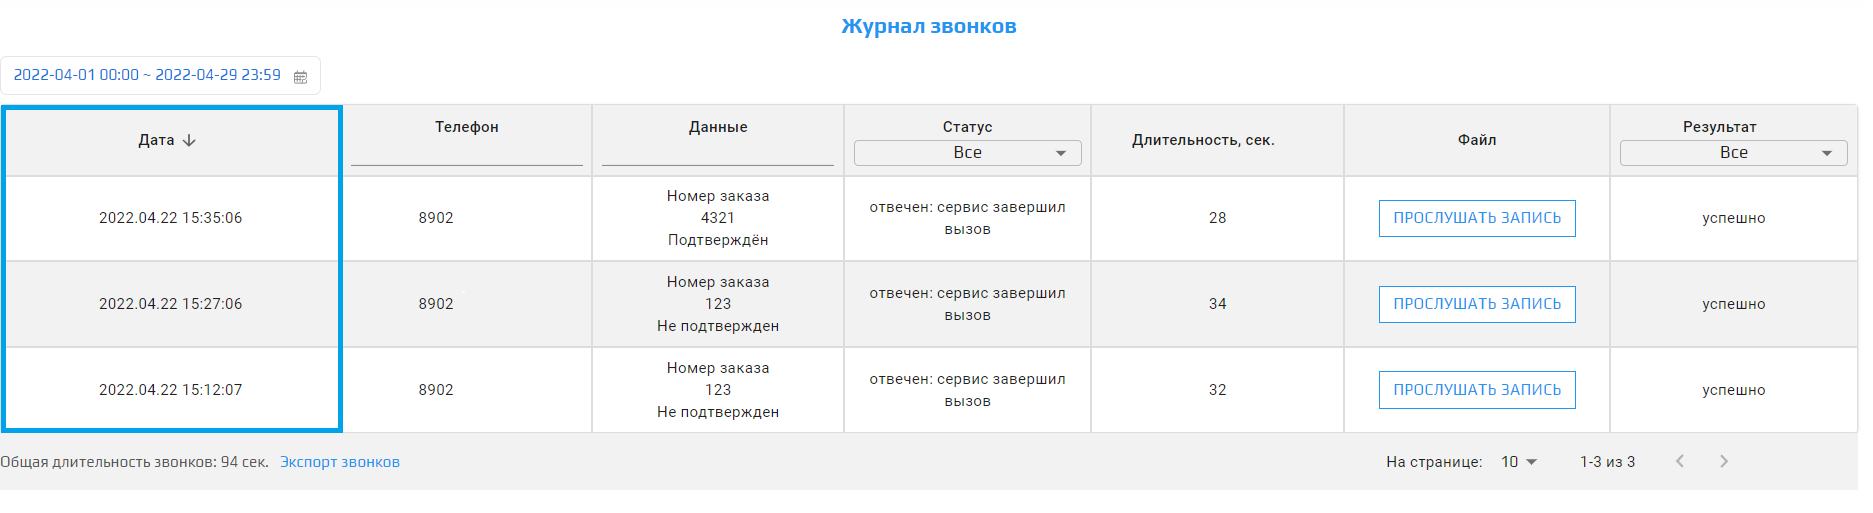 Журнал звонков
2022-04-01 00:00 ~ 2022-04-29 23:59
Дата
Телефон
Данные
Статус
Все
Длительность, сек.
Файл
Результат
Все
2022.04.22 15:35:06
8902
Номер заказа
4321
Подтверждён
отвечен: сервис завершил
вызов
28
ПРОСЛУШАТЬ ЗАПИСЬ
успешно
2022.04.22 15:27:06
8902
Номер заказа
123
Не подтвержден
отвечен: сервис завершил
вызов
34
ПРОСЛУШАТЬ ЗАПИСЬ
успешно
2022.04.22 15:12:07
8902
Номер заказа
123
Не подтвержден
отвечен: сервис завершил
вызов
32
ПРОСЛУШАТЬ ЗАПИСЬ
успешно
Общая длительность звонков: 94 сек. Экспорт звонков
На странице: 10 1-3 из 3